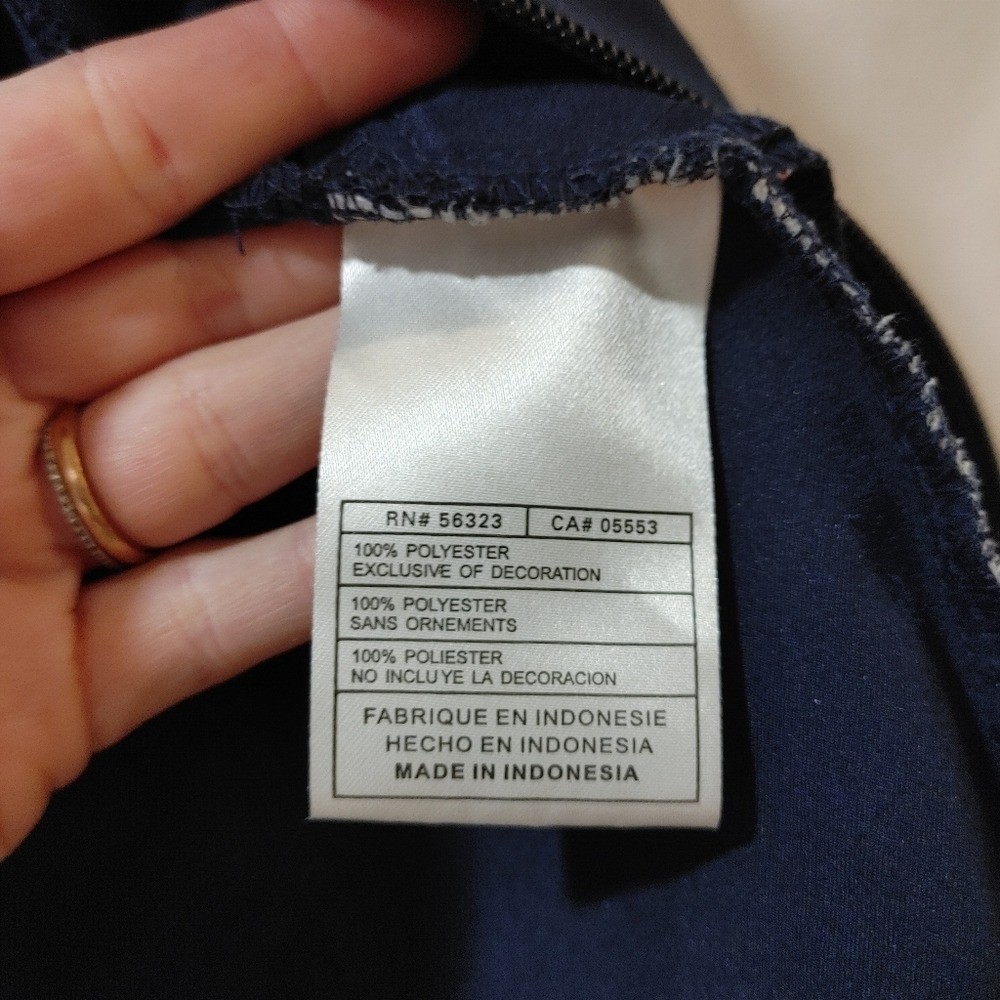 RN# 56323 CA# 05553
100% POLYESTER
EXCLUSIVE OF DECORATION
100% POLYESTER
SANS ORNEMENTS
100% POLIESTER
NO INCLUYE LA DECORACION
FABRIQUE EN INDONESIE
HECHO EN INDONESIA
MADE IN INDONESIA